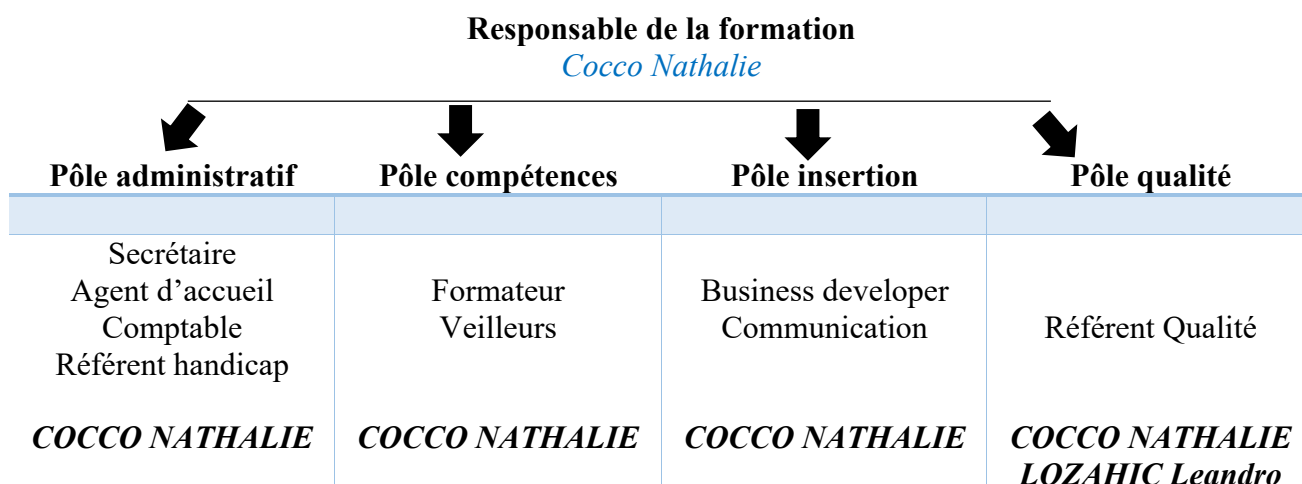 Responsable de la formation
Cocco Nathalie
Pôle administratif
Pôle compétences
Pôle insertion
Pôle qualité
Secrétaire
Agent d’accueil
Comptable
Référent handicap
COCCO NATHALIE
Formateur
Veilleurs
COCCO NATHALIE
Business developer
Communication
COCCO NATHALIE
Référent Qualité
COCCO NATHALIE
LOZAHIC Leandro